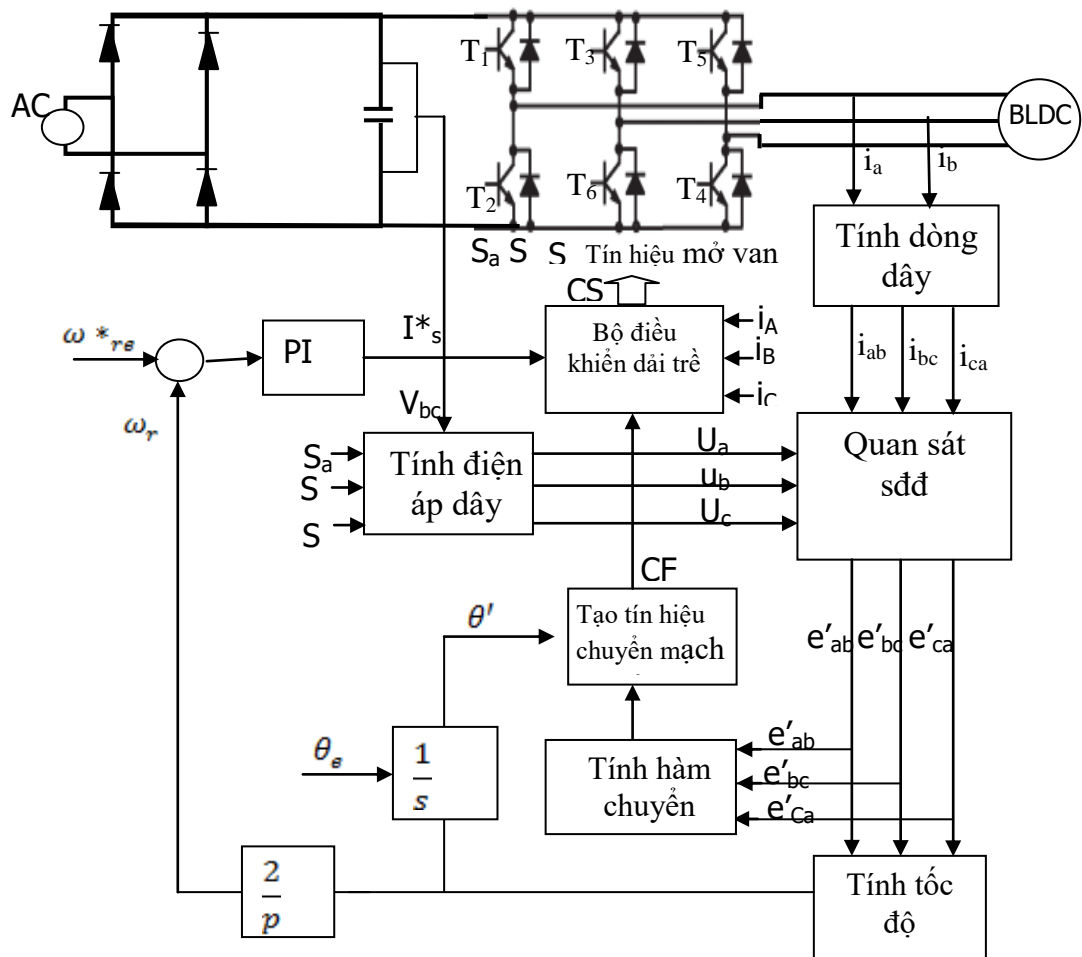 AC
T1
T3
T5
BLDC
T2
T6
T4
ia
ib
Tính dòng
dây
Sa S S Tín hiệu mở van
CS
ω*re
PI
I*s
Bộ điều
khiển dải trề
iA
iB
iC
iab
ibc
ica
ωr
Vbc
Sa
S
S
Tính điện
áp dây
Ua
ub
Uc
Quan sát
sđđ
CF
θ'
Tạo tín hiệu
chuyển mạch
e'ab e'bc e'ca
θe
1
s
Tính hàm
chuyển
e'ab
e'bc
e'Ca
2
p
Tính tốc
độ